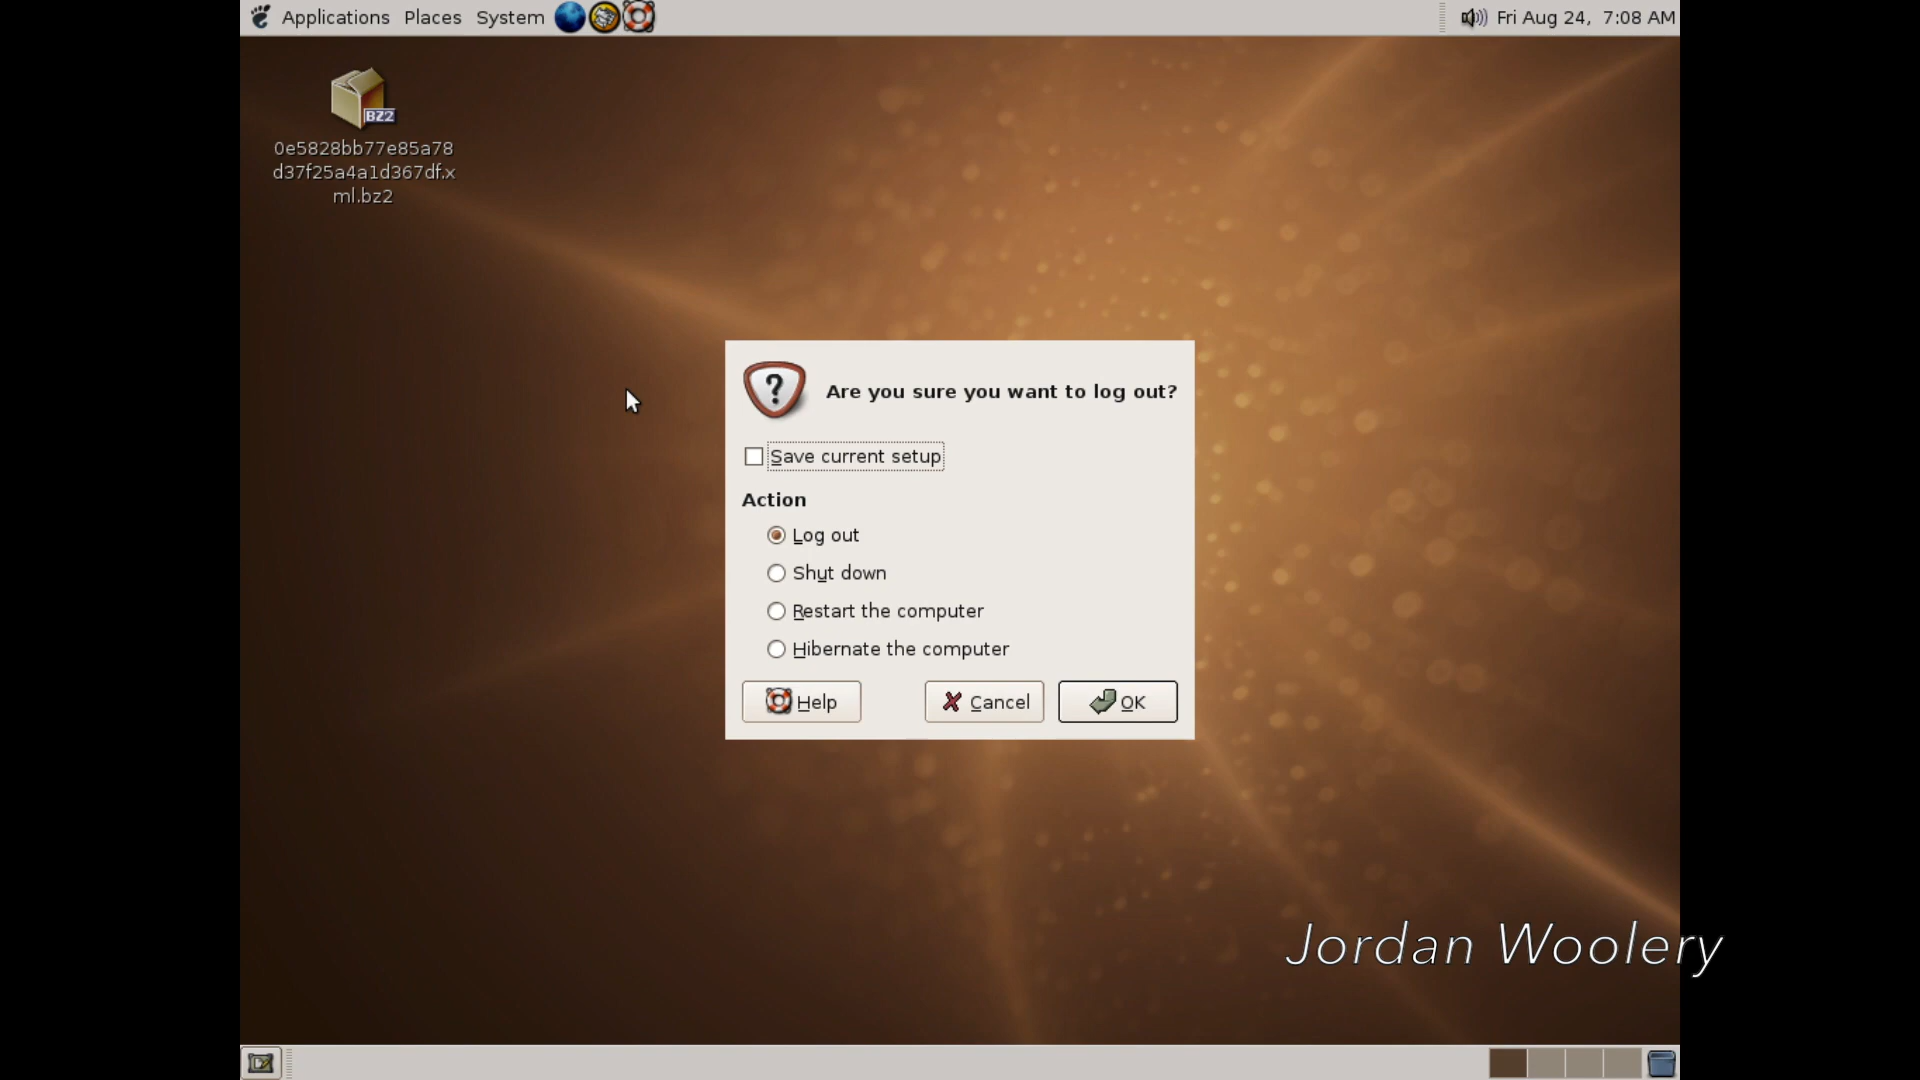 Applications Places System
Fri Aug 24, 7:08 AM
BZ2
0e5828bb77e85a78
d37f25a4a1d367df.x
ml.bz2
?
Are you sure you want to log out?
Save current setup
Action
Log out
Shut down
Restart the computer
Hibernate the computer
Help Cancel OK
Jordan Woolery